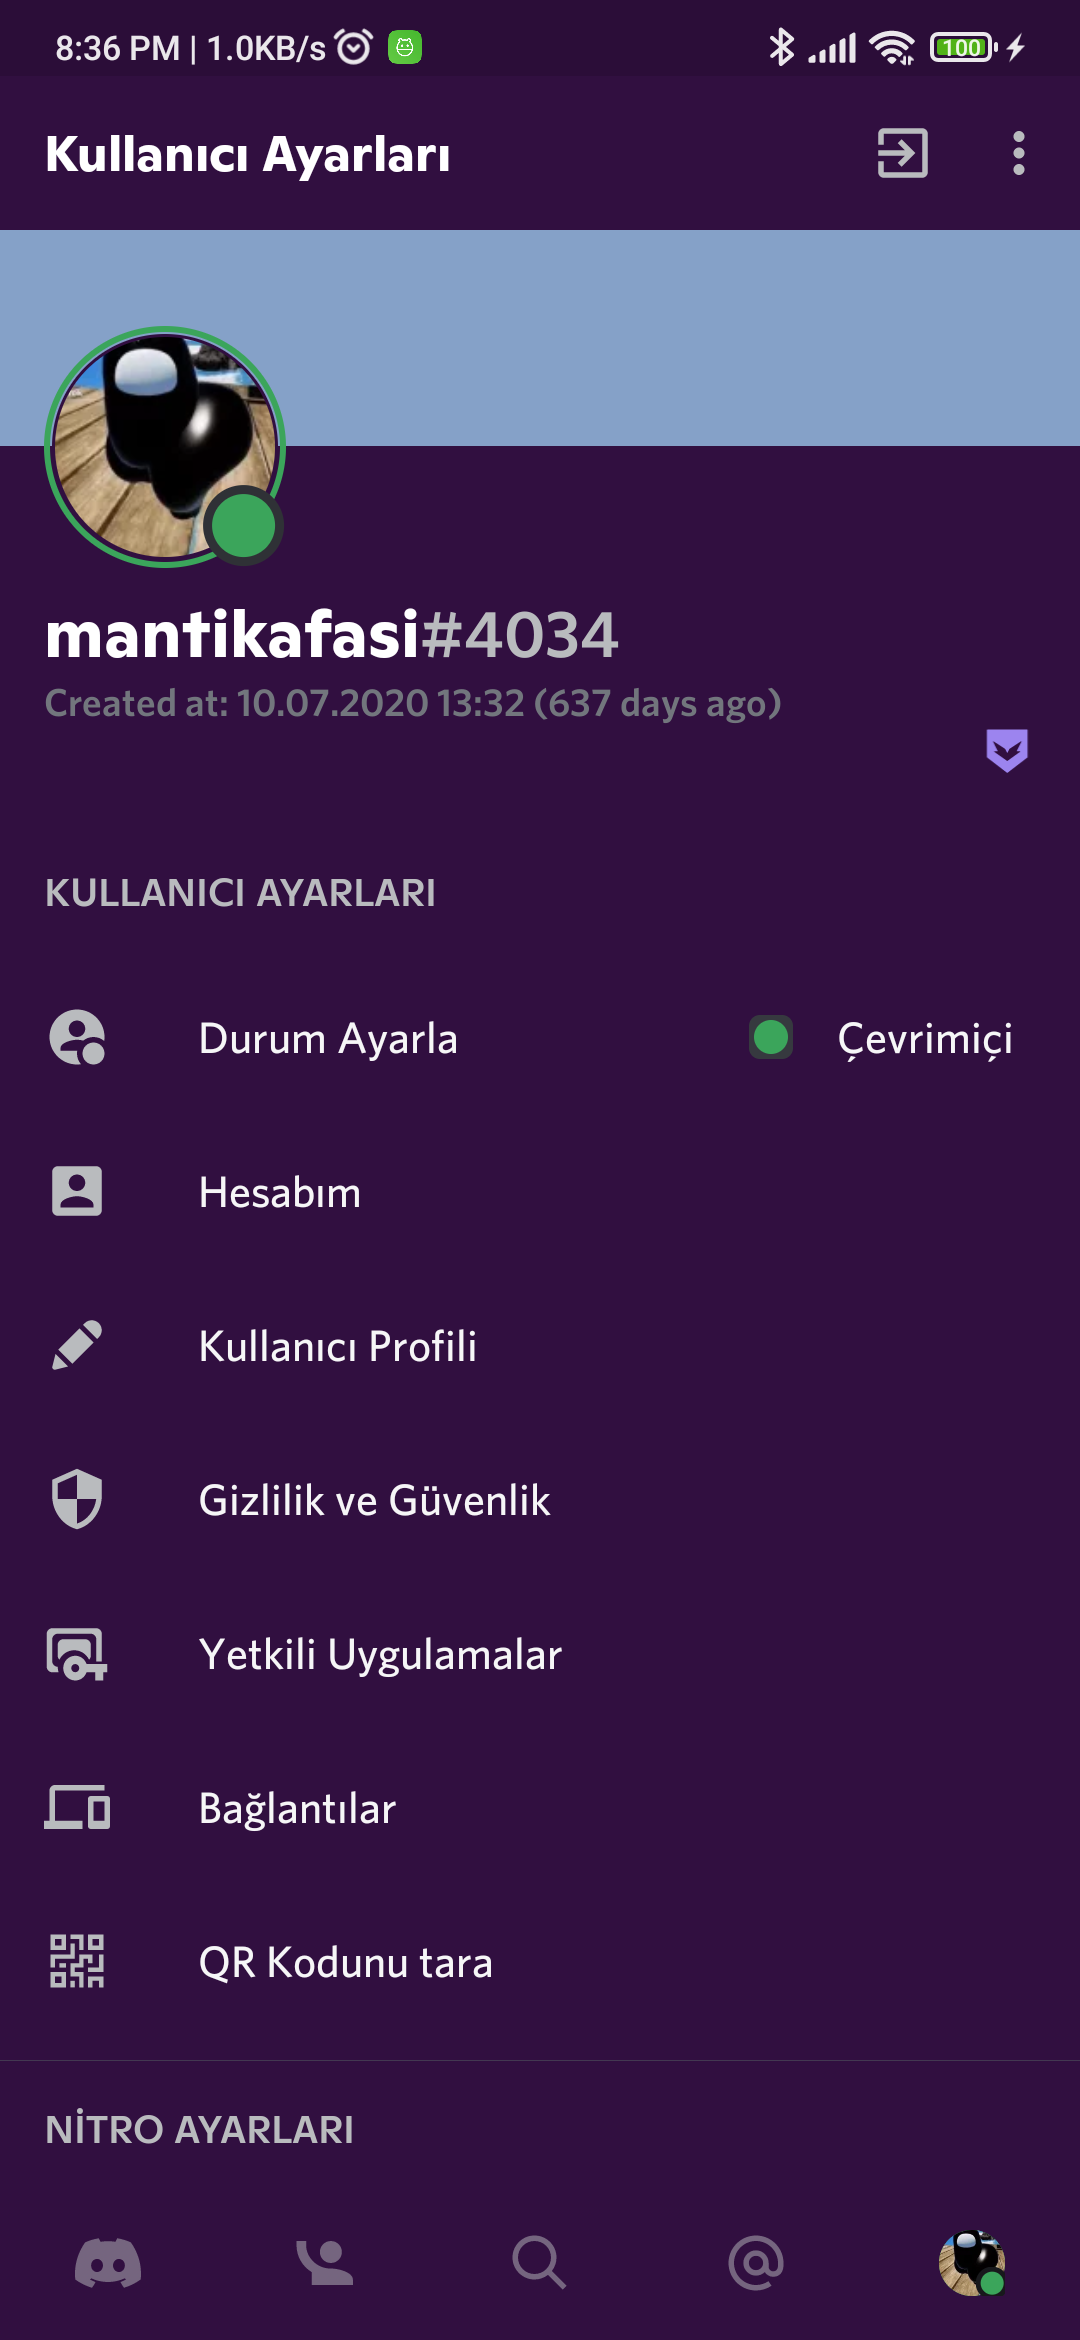 8:36 PM | 1.0KB/s 100
Kullanıcı Ayarları
mantikafasi#4034
Created at: 10.07.2020 13:32 (637 days ago)
KULLANICI AYARLARI
Durum Ayarla Çevrimiçi
Hesabım
Kullanıcı Profili
Gizlilik ve Güvenlik
Yetkili Uygulamalar
Bağlantılar
QR Kodunu tara
NİTRO AYARLARI